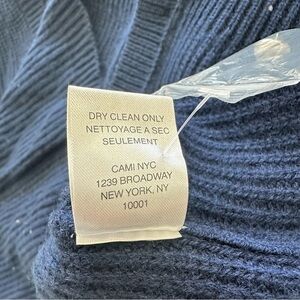 DRY CLEAN ONLY
NETTOYAGE A SEC
SEULEMENT
CAMI NYC
1239 BROADWAY
NEW YORK, NY
10001